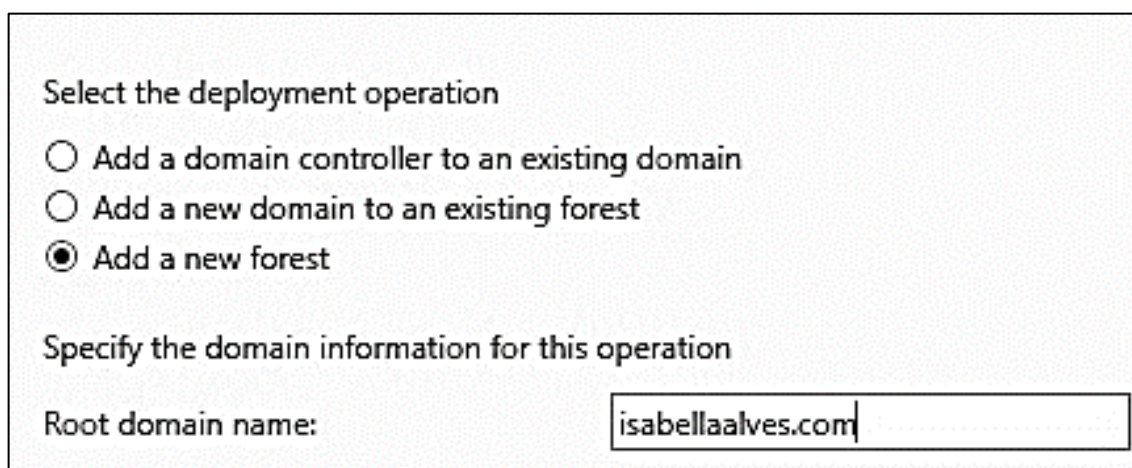 Select the deployment operation
Add a domain controller to an existing domain
Add a new domain to an existing forest
Add a new forest
Specify the domain information for this operation
Root domain name: isabellaalves.com